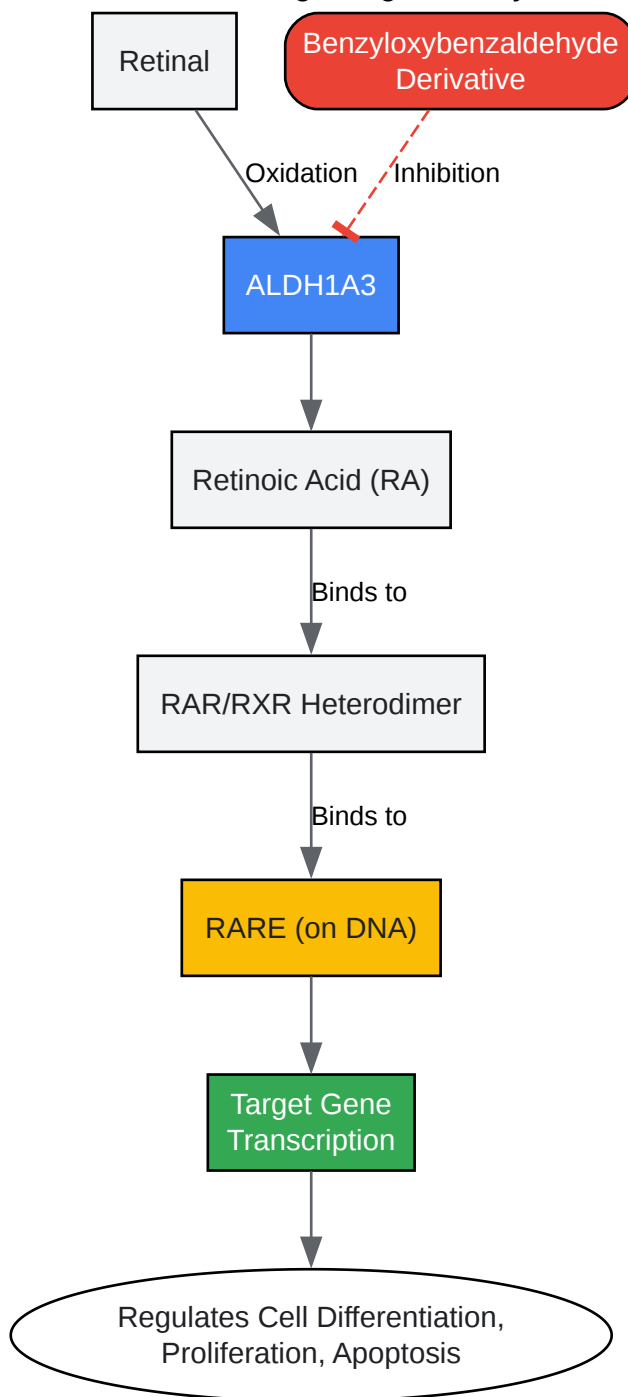 Retinal
Benzyloxybenzaldehyde
Derivative
Oxidation
Inhibition
ALDH1A3
Retinoic Acid (RA)
Binds to
RAR/RXR Heterodimer
Binds to
RARE (on DNA)
Target Gene
Transcription
Regulates Cell Differentiation,
Proliferation, Apoptosis